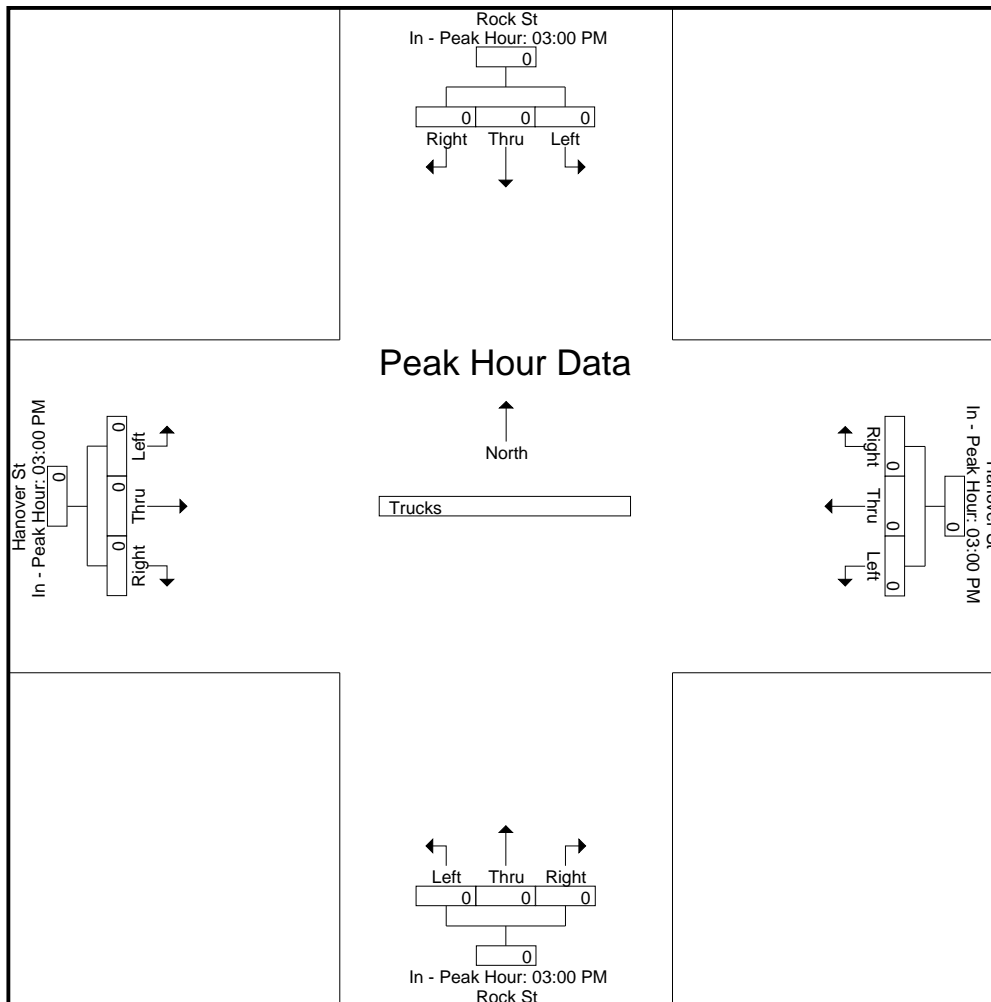 Rock St
In - Peak Hour: 03:00 PM
0
0 0 0
Right Thru Left
Peak Hour Data
North
Trucks
Hanover St
In - Peak Hour: 03:00 PM
0
0 0 0
Left Thru Right
Hanover St
In - Peak Hour: 03:00 PM
0
0 0 0
Right Thru Left
Left Thru Right
0 0 0
0
In - Peak Hour: 03:00 PM
Rock St